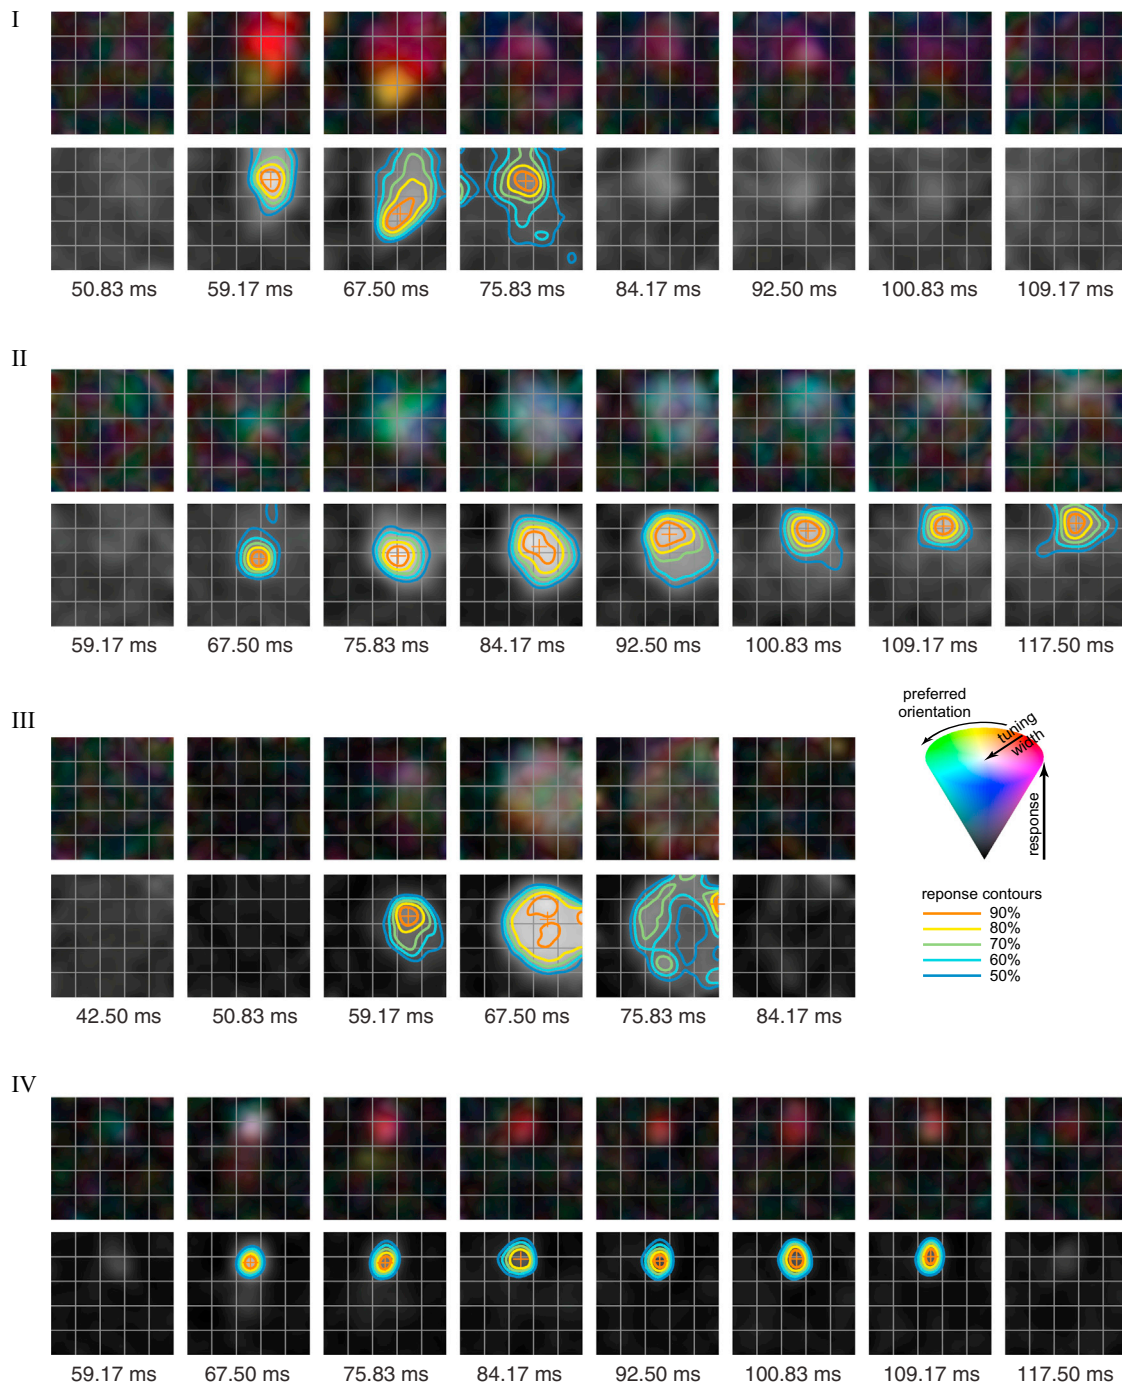 I
50.83 ms 59.17 ms 67.50 ms 75.83 ms 84.17 ms 92.50 ms 100.83 ms 109.17 ms
II
59.17 ms 67.50 ms 75.83 ms 84.17 ms 92.50 ms 100.83 ms 109.17 ms 117.50 ms
III
42.50 ms 50.83 ms 59.17 ms 67.50 ms 75.83 ms 84.17 ms
preferred
orientation
tuning
width
response
reponse contours
90%
80%
70%
60%
50%
IV
59.17 ms 67.50 ms 75.83 ms 84.17 ms 92.50 ms 100.83 ms 109.17 ms 117.50 ms